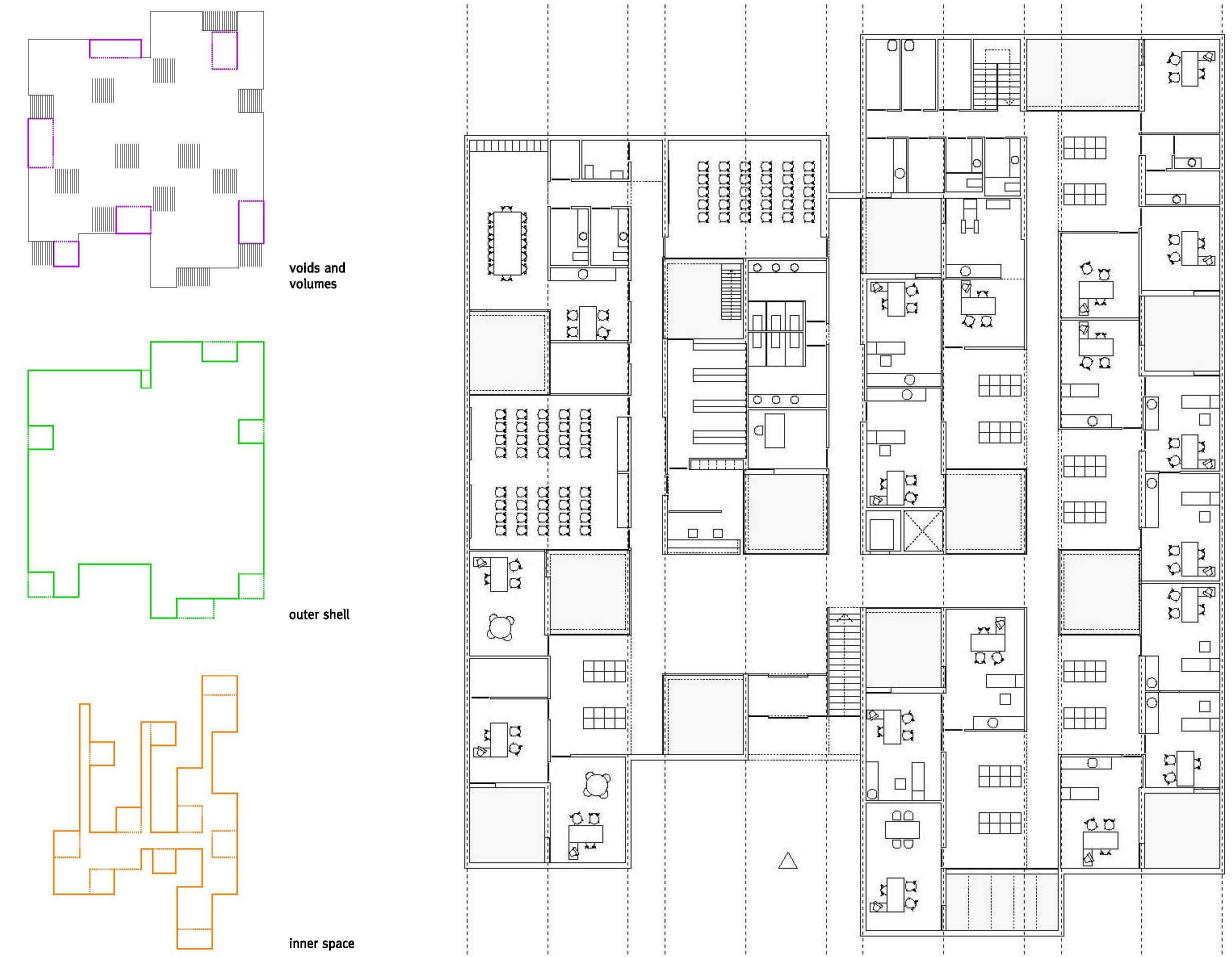 voids and
volumes
outer shell
inner space